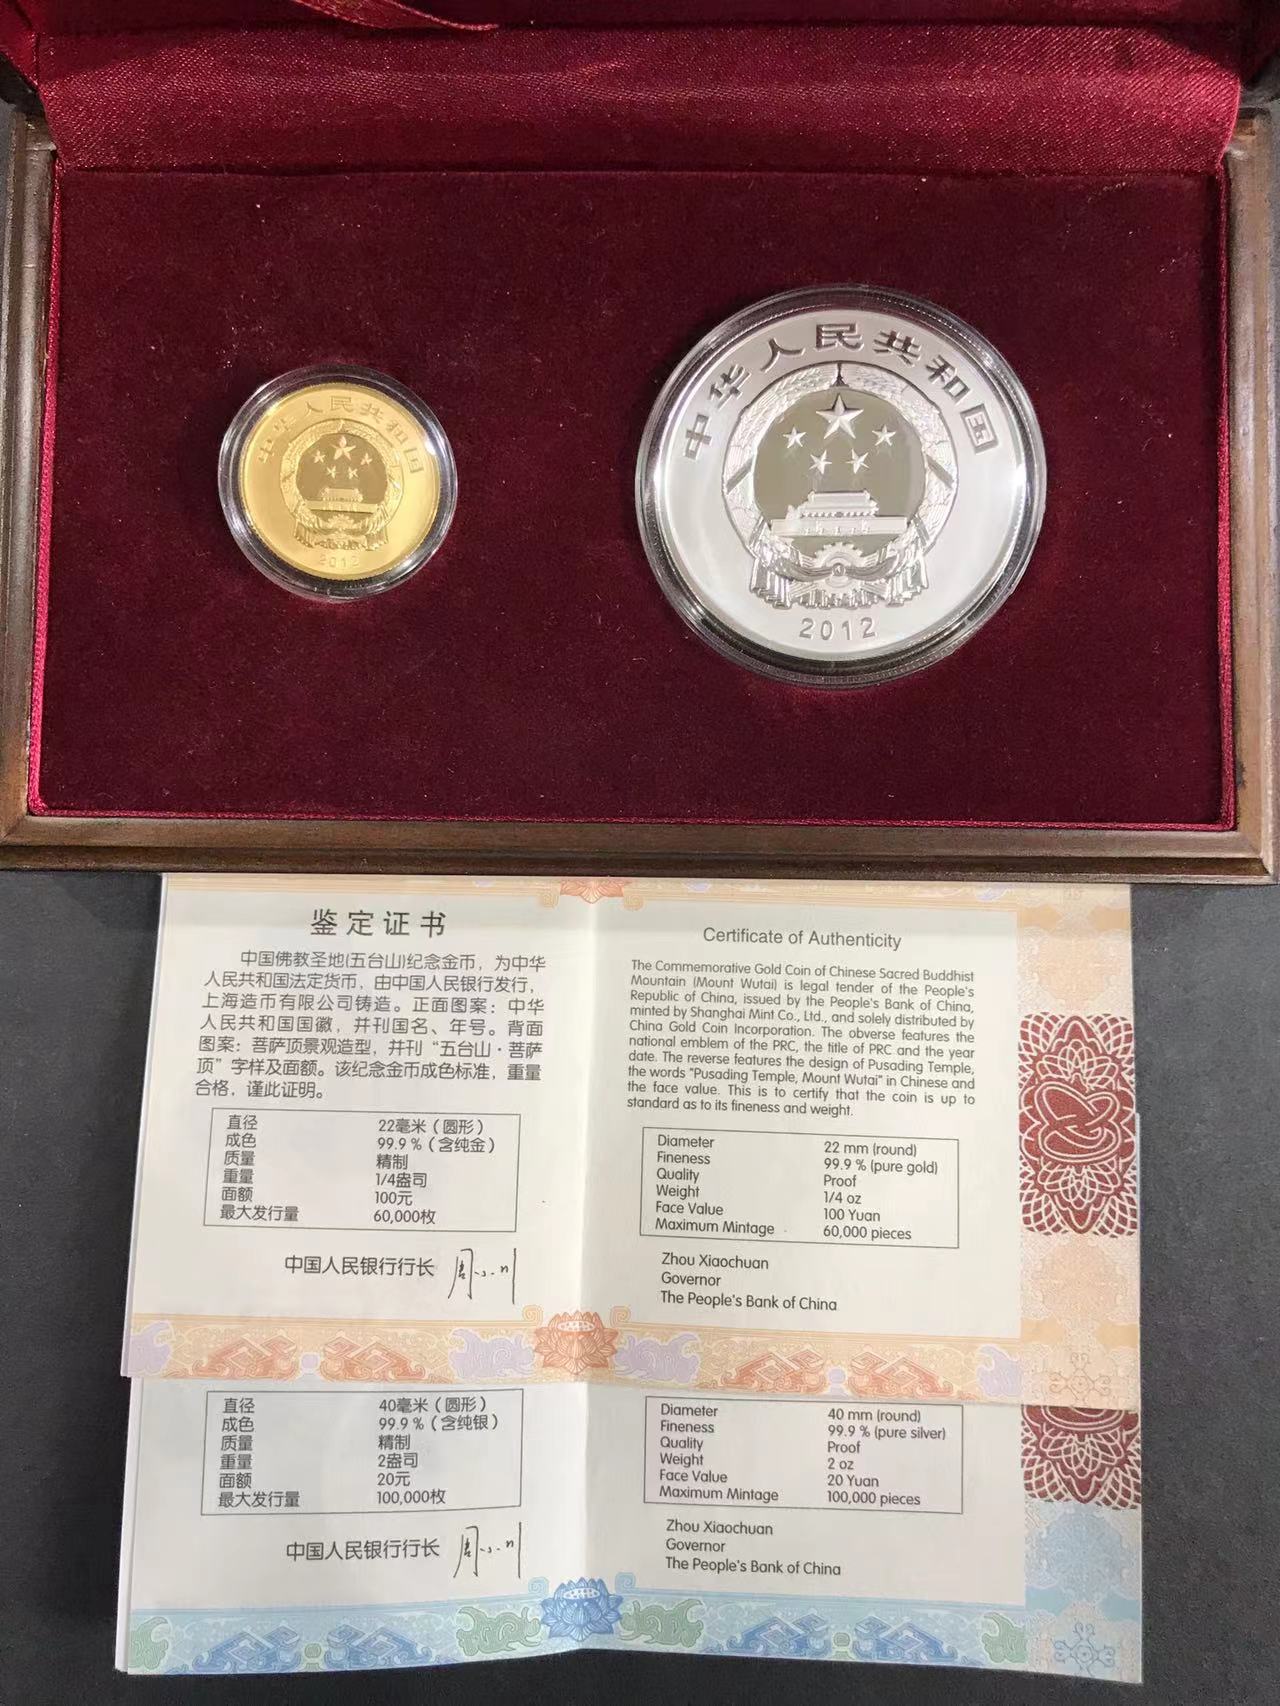 中华人民共和国
2012
中华人民共和国
2012
鉴定证书
中国佛教圣地(五台山)纪念金币，为中华
人民共和国法定货币，由中国人民银行发行，
上海造币有限公司铸造。正面图案：中华
人民共和国国徽，并刊国名、年号。背面
图案：菩萨顶景观造型，并刊“五台山·菩萨
顶”字样及面额。该纪念金币成色标准，重量
合格，谨此证明。
直径 22毫米（圆形）
成色 99.9％（含纯金）
质量 精制
重量 1/4盎司
面额 100元
最大发行量 60,000枚
中国人民银行行长 周小川
Certificate of Authenticity
The Commemorative Gold Coin of Chinese Sacred Buddhist
Mountain (Mount Wutai) is legal tender of the People's
Republic of China, issued by the People's Bank of China,
minted by Shanghai Mint Co., Ltd., and solely distributed by
China Gold Coin Incorporation. The obverse features the
national emblem of the PRC, the title of PRC and the year
date. The reverse features the design of Pusading Temple,
the words "Pusading Temple, Mount Wutai" in Chinese and
the face value. This is to certify that the coin is up to
standard as to its fineness and weight.
Diameter 22 mm (round)
Fineness 99.9 % (pure gold)
Quality Proof
Weight 1/4 oz
Face Value 100 Yuan
Maximum Mintage 60,000 pieces
Zhou Xiaochuan
Governor
The People's Bank of China
直径 40毫米（圆形）
成色 99.9％（含纯银）
质量 精制
重量 2盎司
面额 20元
最大发行量 100,000枚
中国人民银行行长 周小川
Diameter 40 mm (round)
Fineness 99.9 % (pure silver)
Quality Proof
Weight 2 oz
Face Value 20 Yuan
Maximum Mintage 100,000 pieces
Zhou Xiaochuan
Governor
The People's Bank of China